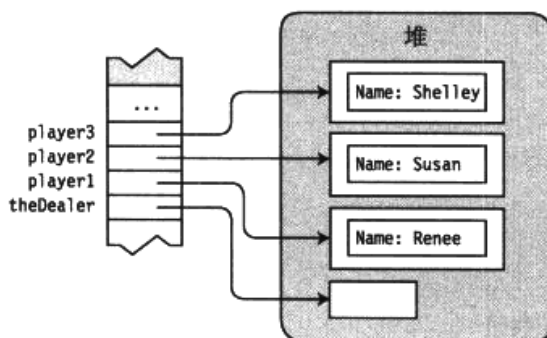 堆
...
player3
player2
player1
theDealer
Name: Shelley
Name: Susan
Name: Renee